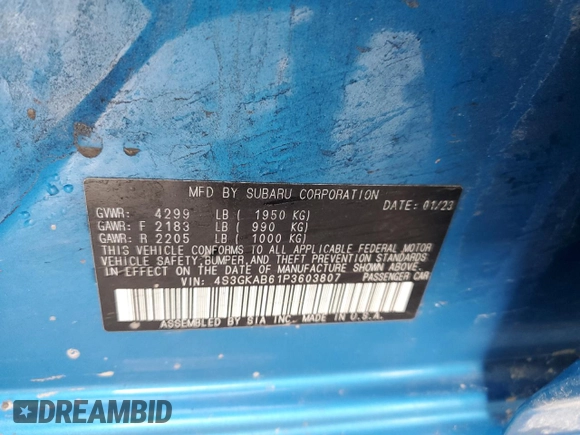 MFD BY SUBARU CORPORATION DATE: 01/23
GVWR: 4299 LB ( 1950 KG)
GAWR: F 2183 LB ( 990 KG)
GAWR: R 2205 LB ( 1000 KG)
THIS VEHICLE CONFORMS TO ALL APPLICABLE FEDERAL MOTOR
VEHICLE SAFETY, BUMPER, AND THEFT PREVENTION STANDARDS
IN EFFECT ON THE DATE OF MANUFACTURE SHOWN ABOVE.
VIN: 4S3GKAB61P3603807 PASSENGER CAR
ASSEMBLED BY SIA INC. MADE IN U.S.A.
DREAMBID